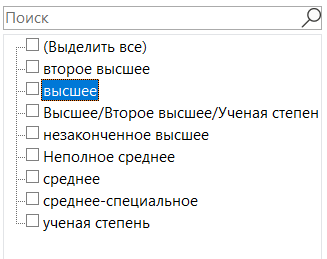 Поиск
(Выделить все)
второе высшее
высшее
Высшее/Второе высшее/Ученая степен
незаконченное высшее
Неполное среднее
среднее
среднее-специальное
ученая степень